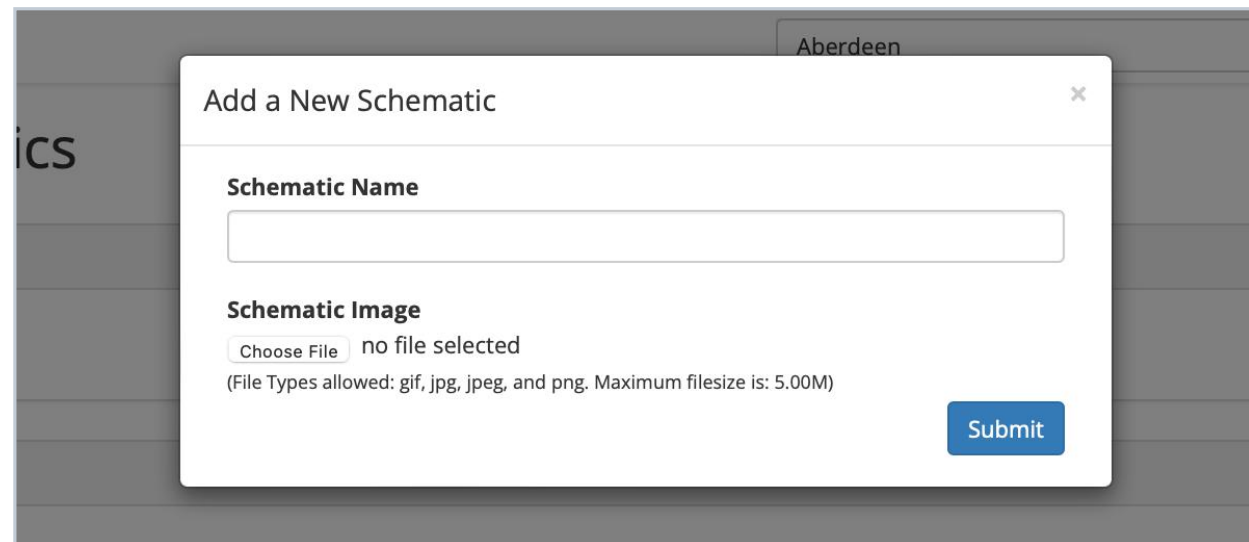 Aberdeen
Add a New Schematic ×
ics
Schematic Name
Schematic Image
Choose File no file selected
(File Types allowed: gif, jpg, jpeg, and png. Maximum filesize is: 5.00M)
Submit